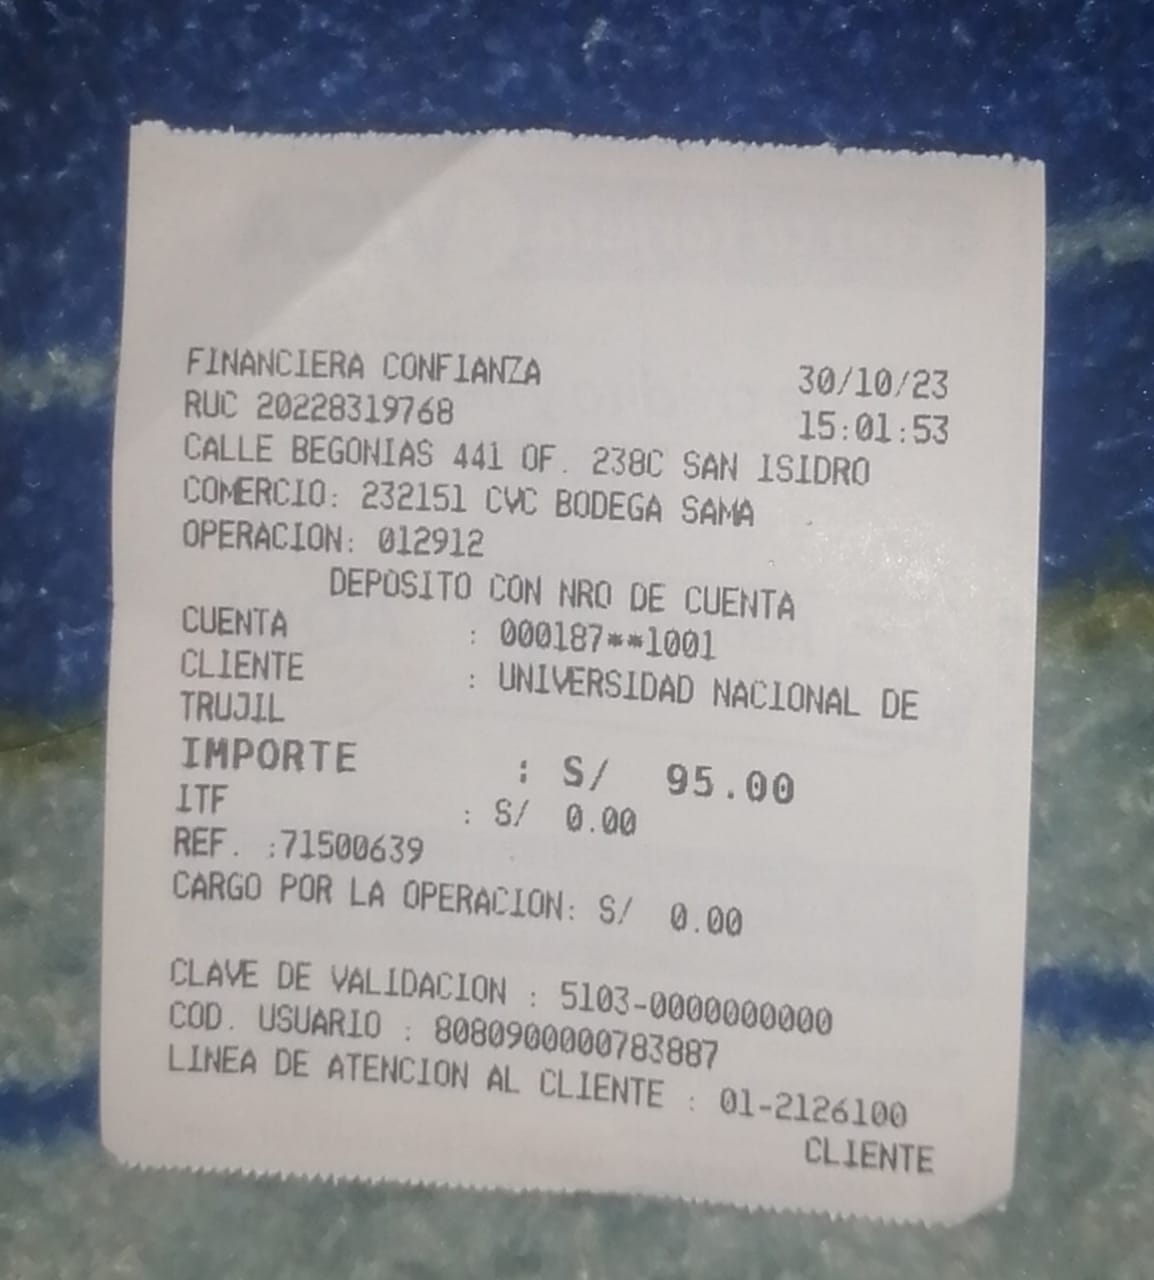 FINANCIERA CONFIANZA 30/10/23
RUC 20228319768 15:01:53
CALLE BEGONIAS 441 OF. 238C SAN ISIDRO
COMERCIO: 232151 CVC BODEGA SAMA
OPERACION: 012912
DEPOSITO CON NRO DE CUENTA
CUENTA : 000187**1001
CLIENTE : UNIVERSIDAD NACIONAL DE
TRUJIL
IMPORTE : S/ 95.00
ITF : S/ 0.00
REF. :71500639
CARGO POR LA OPERACION: S/ 0.00
CLAVE DE VALIDACION : 5103-0000000000
COD. USUARIO : 8080900000783887
LINEA DE ATENCION AL CLIENTE : 01-2126100
CLIENTE